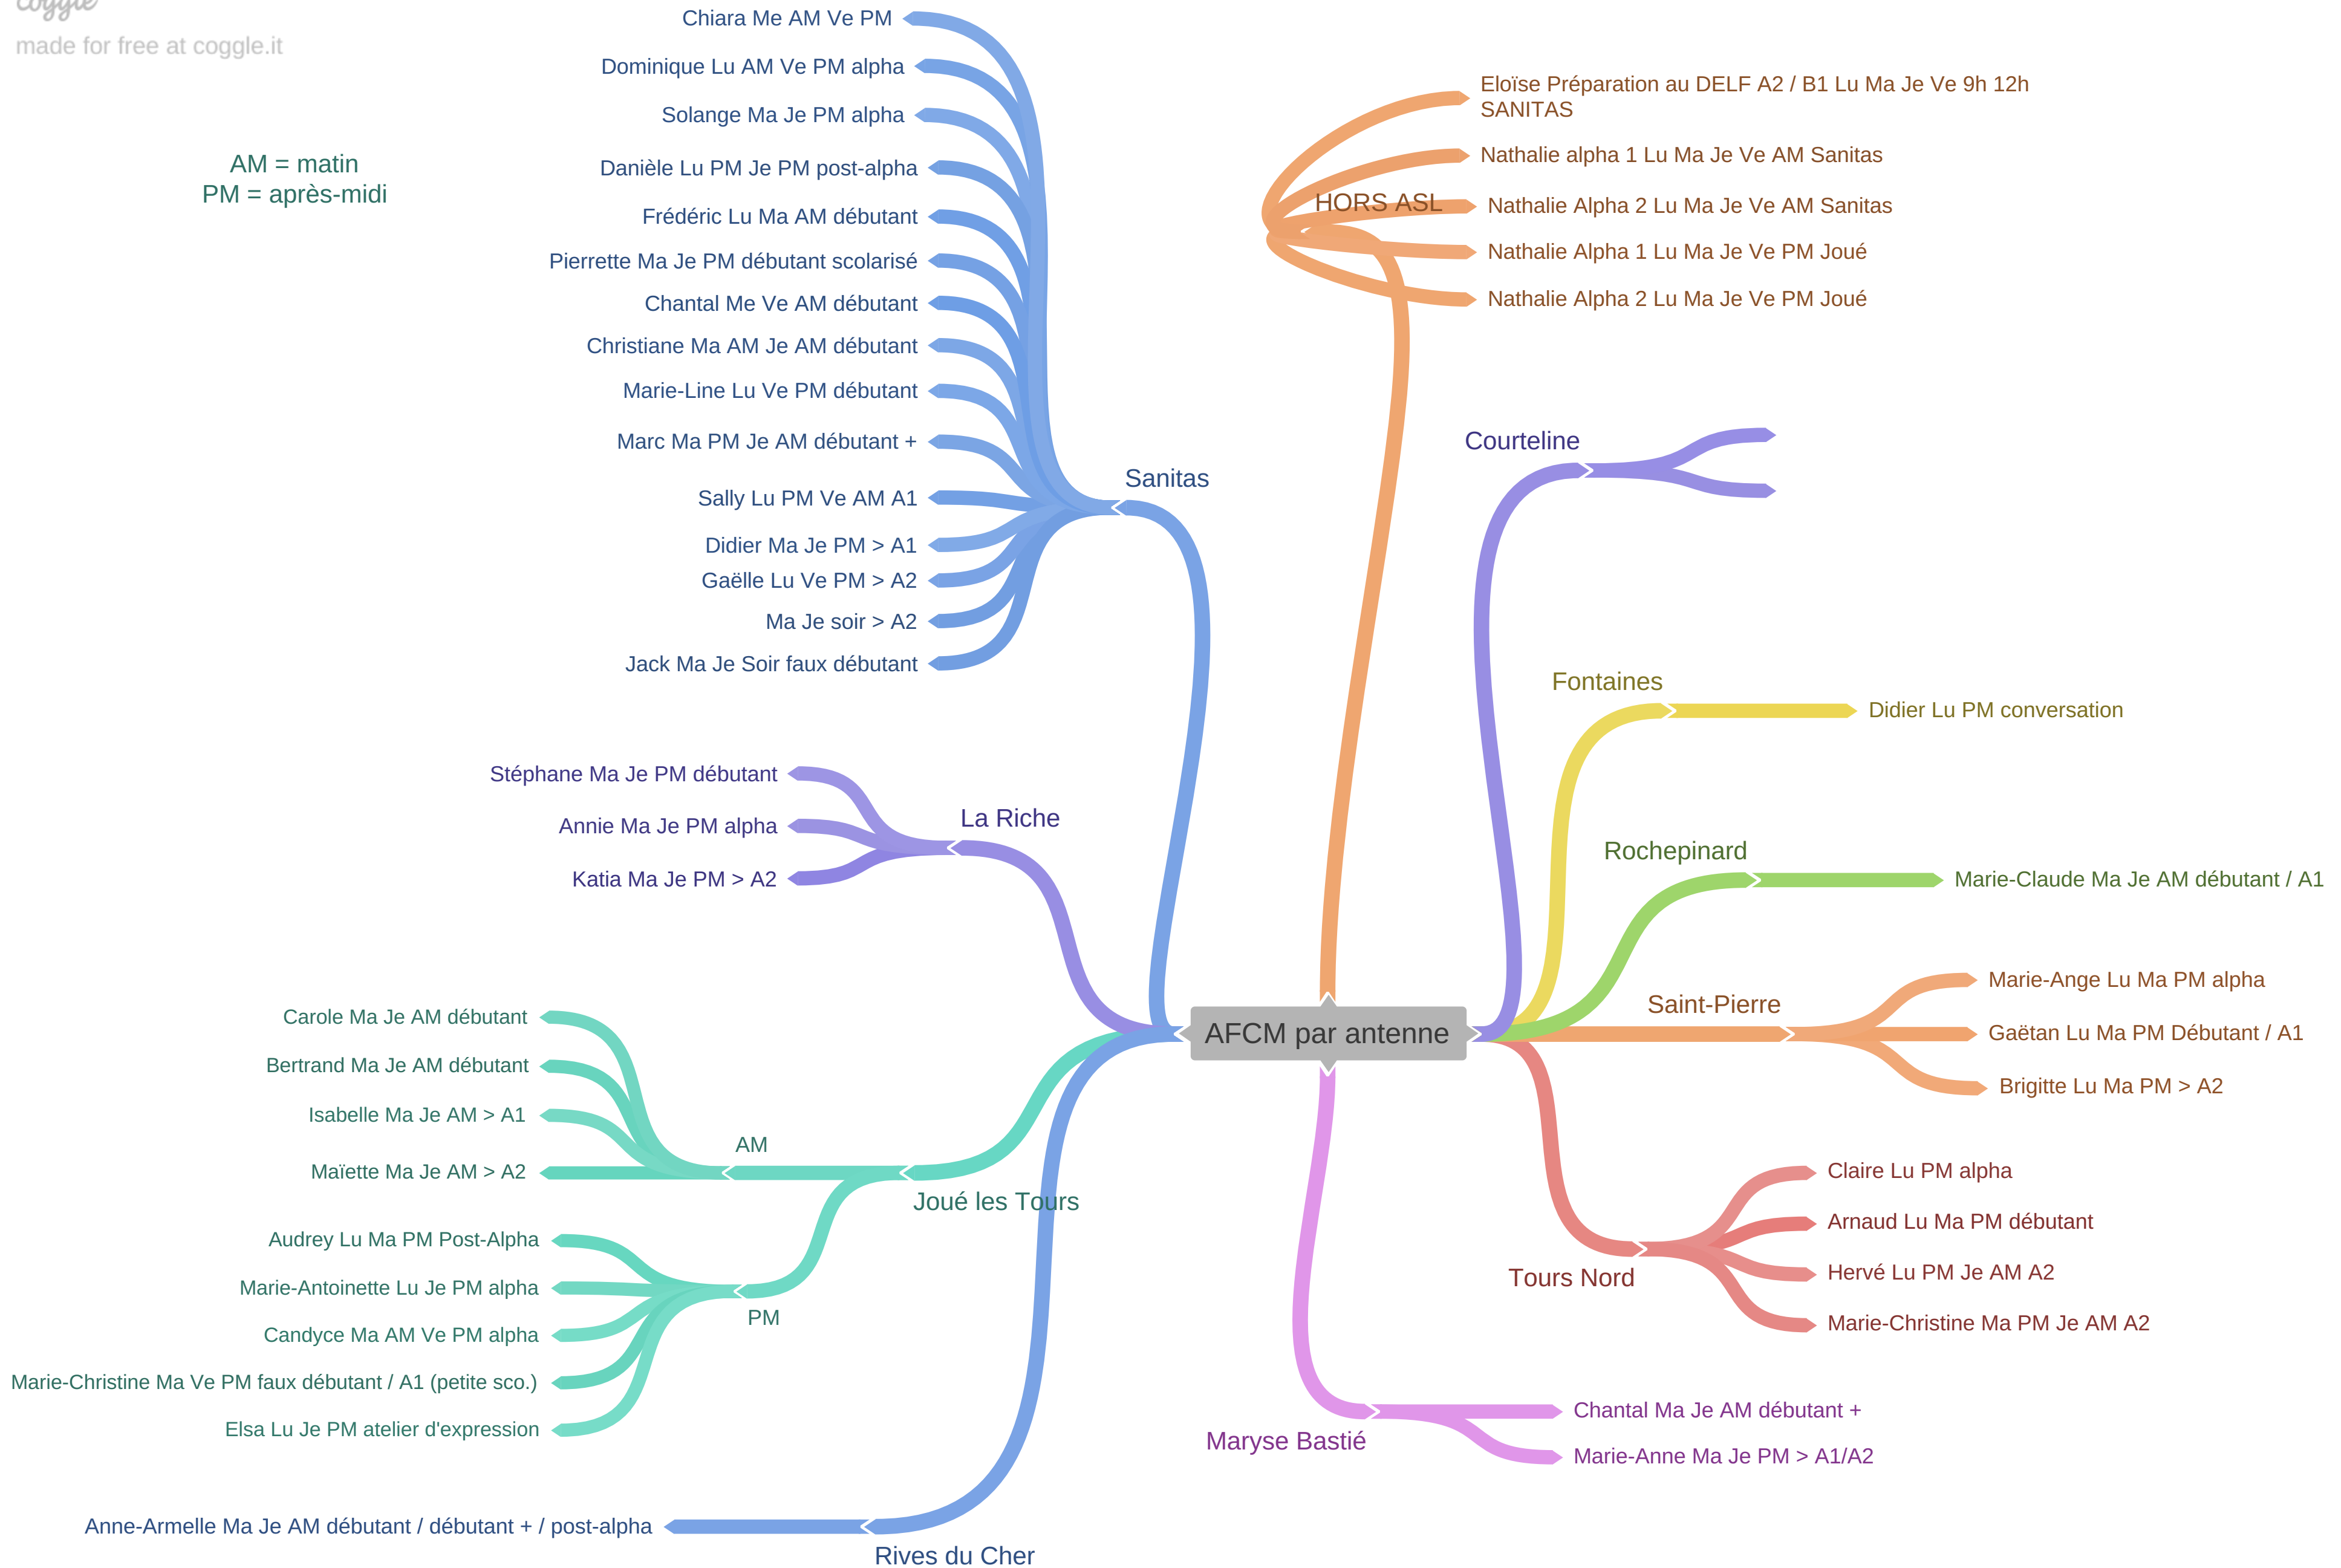 coggle
made for free at coggle.it
AM = matin
PM = après-midi
Chiara Me AM Ve PM
Dominique Lu AM Ve PM alpha
Solange Ma Je PM alpha
Danièle Lu PM Je PM post-alpha
Frédéric Lu Ma AM débutant
Pierrette Ma Je PM débutant scolarisé
Chantal Me Ve AM débutant
Christiane Ma AM Je AM débutant
Marie-Line Lu Ve PM débutant
Marc Ma PM Je AM débutant +
Sally Lu PM Ve AM A1
Didier Ma Je PM > A1
Gaëlle Lu Ve PM > A2
Ma Je soir > A2
Jack Ma Je Soir faux débutant
Sanitas
Stéphane Ma Je PM débutant
Annie Ma Je PM alpha
Katia Ma Je PM > A2
La Riche
Carole Ma Je AM débutant
Bertrand Ma Je AM débutant
Isabelle Ma Je AM > A1
Maïette Ma Je AM > A2
AM
Joué les Tours
Audrey Lu Ma PM Post-Alpha
Marie-Antoinette Lu Je PM alpha
Candyce Ma AM Ve PM alpha
Marie-Christine Ma Ve PM faux débutant / A1 (petite sco.)
Elsa Lu Je PM atelier d'expression
PM
Anne-Armelle Ma Je AM débutant / débutant + / post-alpha
Rives du Cher
AFCM par antenne
HORS ASL
Eloïse Préparation au DELF A2 / B1 Lu Ma Je Ve 9h 12h
SANITAS
Nathalie alpha 1 Lu Ma Je Ve AM Sanitas
Nathalie Alpha 2 Lu Ma Je Ve AM Sanitas
Nathalie Alpha 1 Lu Ma Je Ve PM Joué
Nathalie Alpha 2 Lu Ma Je Ve PM Joué
Courteline
Fontaines
Didier Lu PM conversation
Rochepinard
Marie-Claude Ma Je AM débutant / A1
Saint-Pierre
Marie-Ange Lu Ma PM alpha
Gaëtan Lu Ma PM Débutant / A1
Brigitte Lu Ma PM > A2
Tours Nord
Claire Lu PM alpha
Arnaud Lu Ma PM débutant
Hervé Lu PM Je AM A2
Marie-Christine Ma PM Je AM A2
Maryse Bastié
Chantal Ma Je AM débutant +
Marie-Anne Ma Je PM > A1/A2